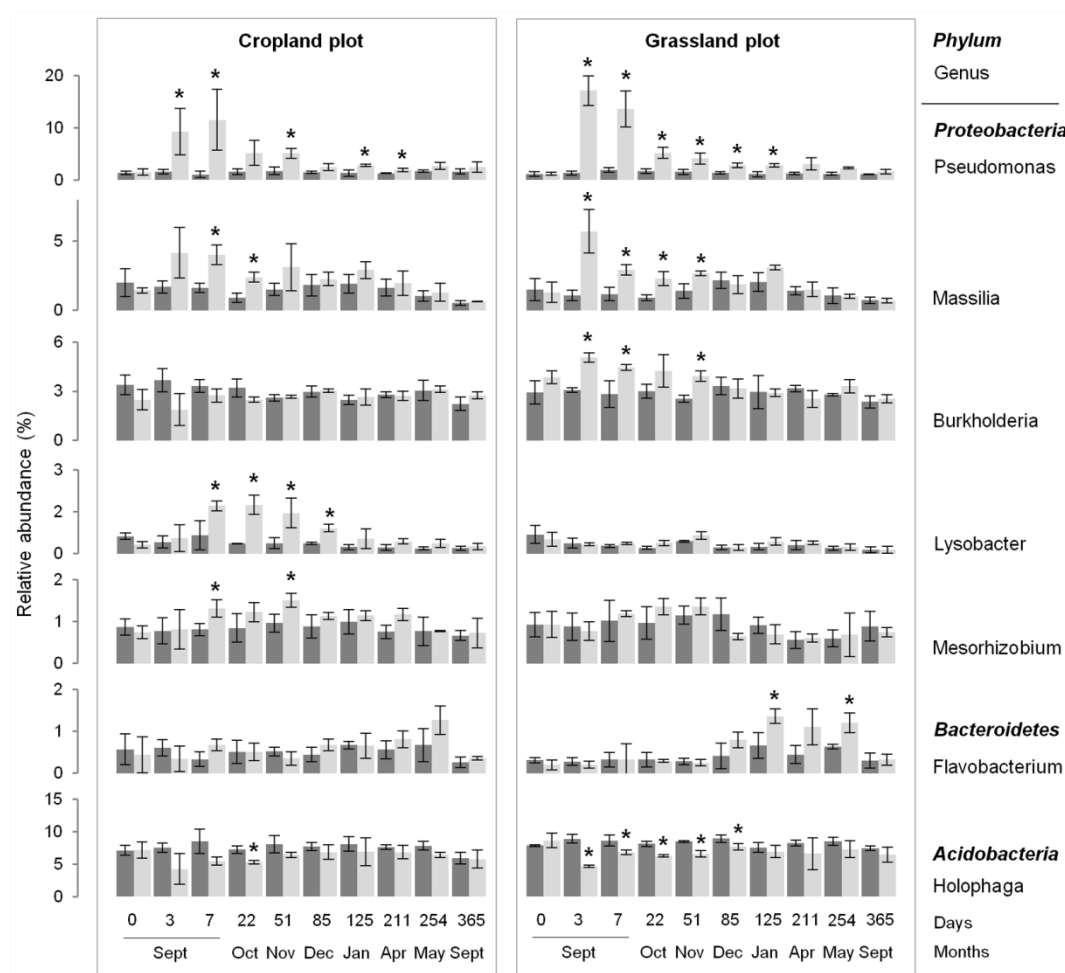 Cropland plot
Grassland plot
Phylum
Genus
Relative abundance (%)
20
10
0
* * * * *
* * * * * *
Proteobacteria
Pseudomonas
5
0
* *
* * * *
Massilia
6
3
0
* * *
Burkholderia
3
2
0
* * * *
Lysobacter
2
1
0
* *
Mesorhizobium
2
1
0
* *
Bacteroidetes
Flavobacterium
15
10
5
0
*
* * * * *
Acidobacteria
Holophaga
0 3 7 22 51 85 125 211 254 365
0 3 7 22 51 85 125 211 254 365
Days
Sept Oct Nov Dec Jan Apr May Sept
Sept Oct Nov Dec Jan Apr May Sept
Months